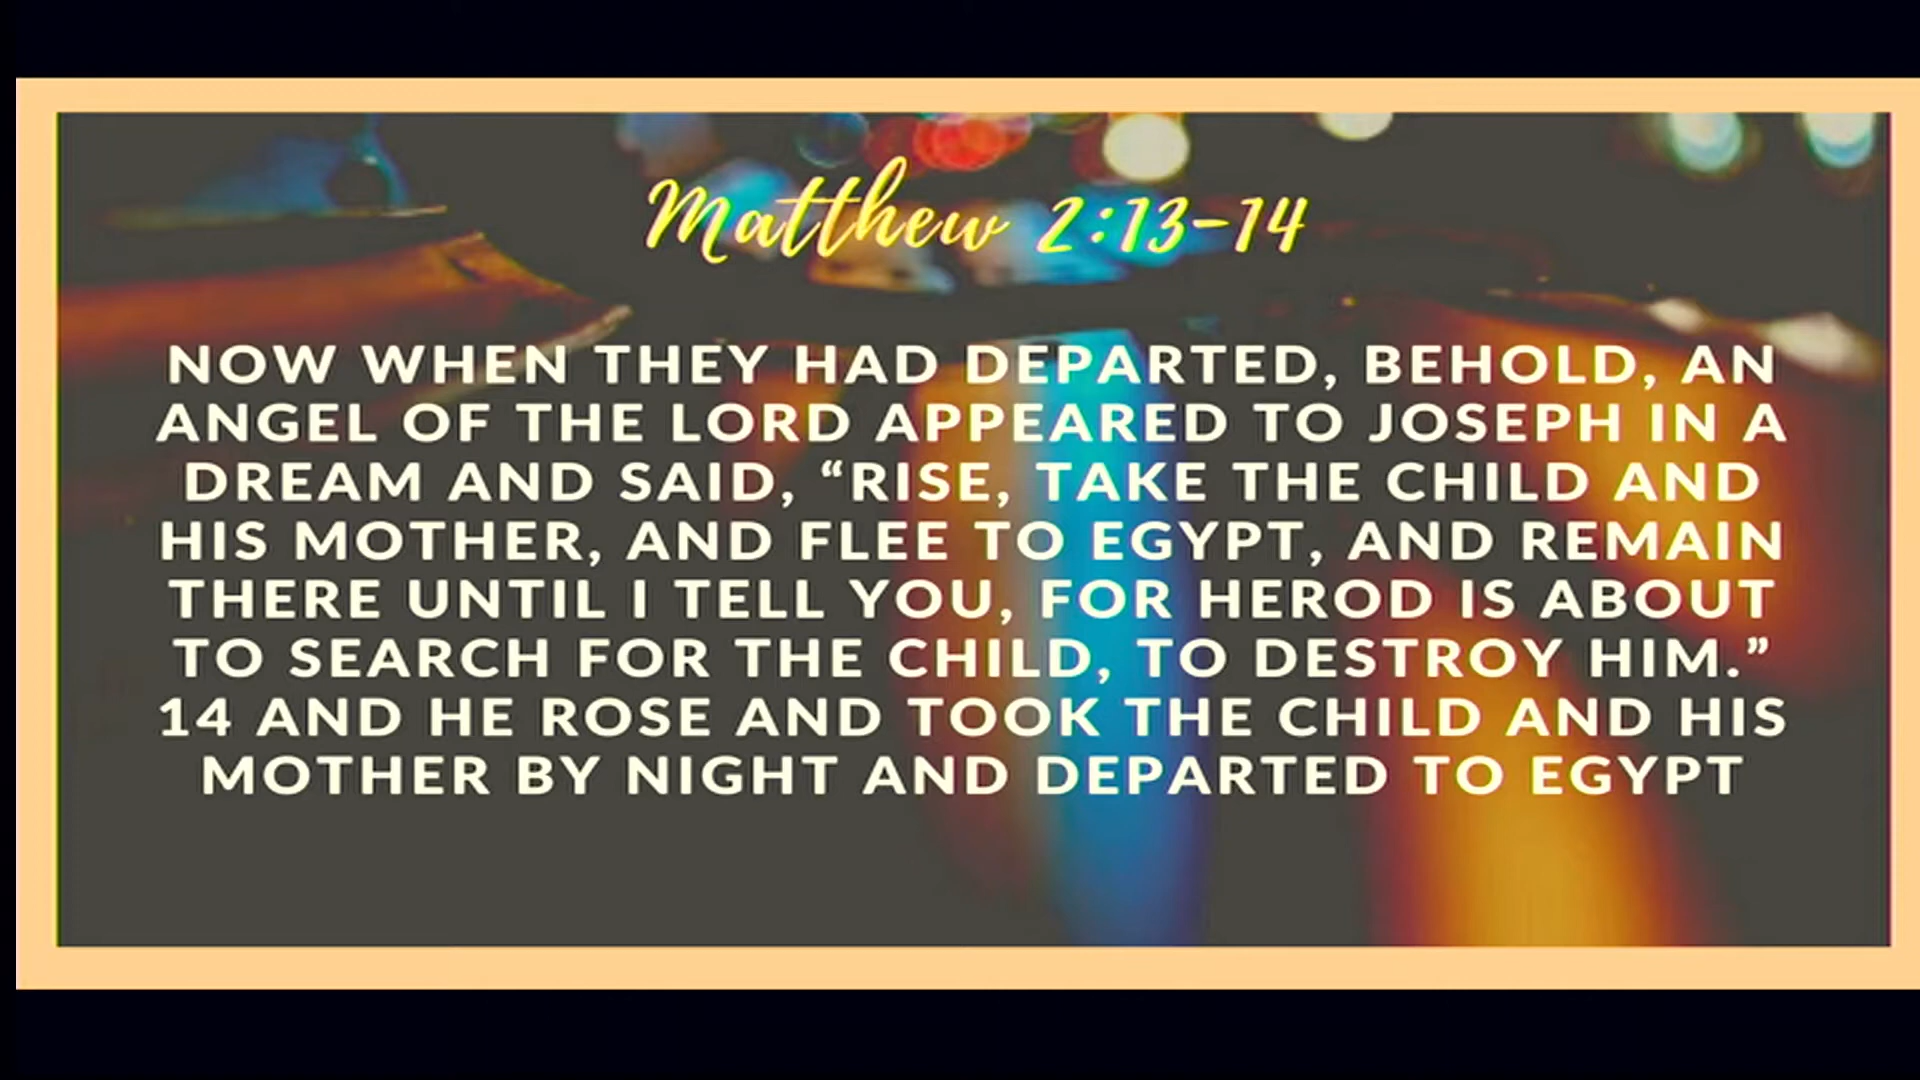 Matthew 2:13-14
NOW WHEN THEY HAD DEPARTED, BEHOLD, AN
ANGEL OF THE LORD APPEARED TO JOSEPH IN A
DREAM AND SAID, “RISE, TAKE THE CHILD AND
HIS MOTHER, AND FLEE TO EGYPT, AND REMAIN
THERE UNTIL I TELL YOU, FOR HEROD IS ABOUT
TO SEARCH FOR THE CHILD, TO DESTROY HIM.”
14 AND HE ROSE AND TOOK THE CHILD AND HIS
MOTHER BY NIGHT AND DEPARTED TO EGYPT